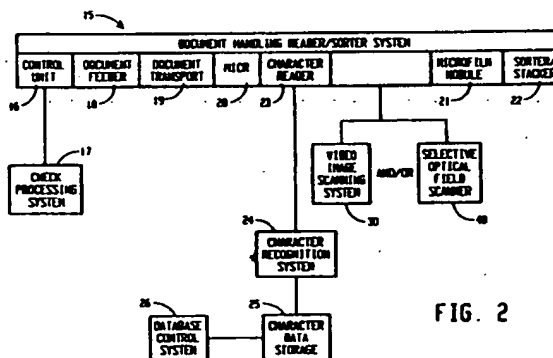 15
DOCUMENT HANDLING READER/SORTER SYSTEM
CONTROL UNIT
DOCUMENT FEEDER
DOCUMENT TRANSPORT
MICR
CHARACTER READER
MICROFILM MODULE
SORTER/ STACKER
16
18
19
20
23
21
22
17
CHECK PROCESSING SYSTEM
VIDEO IMAGE SCANNING SYSTEM
AND/OR
SELECTIVE OPTICAL FIELD SCANNER
30
40
24
CHARACTER RECOGNITION SYSTEM
26
DATABASE CONTROL SYSTEM
25
CHARACTER DATA STORAGE
FIG. 2